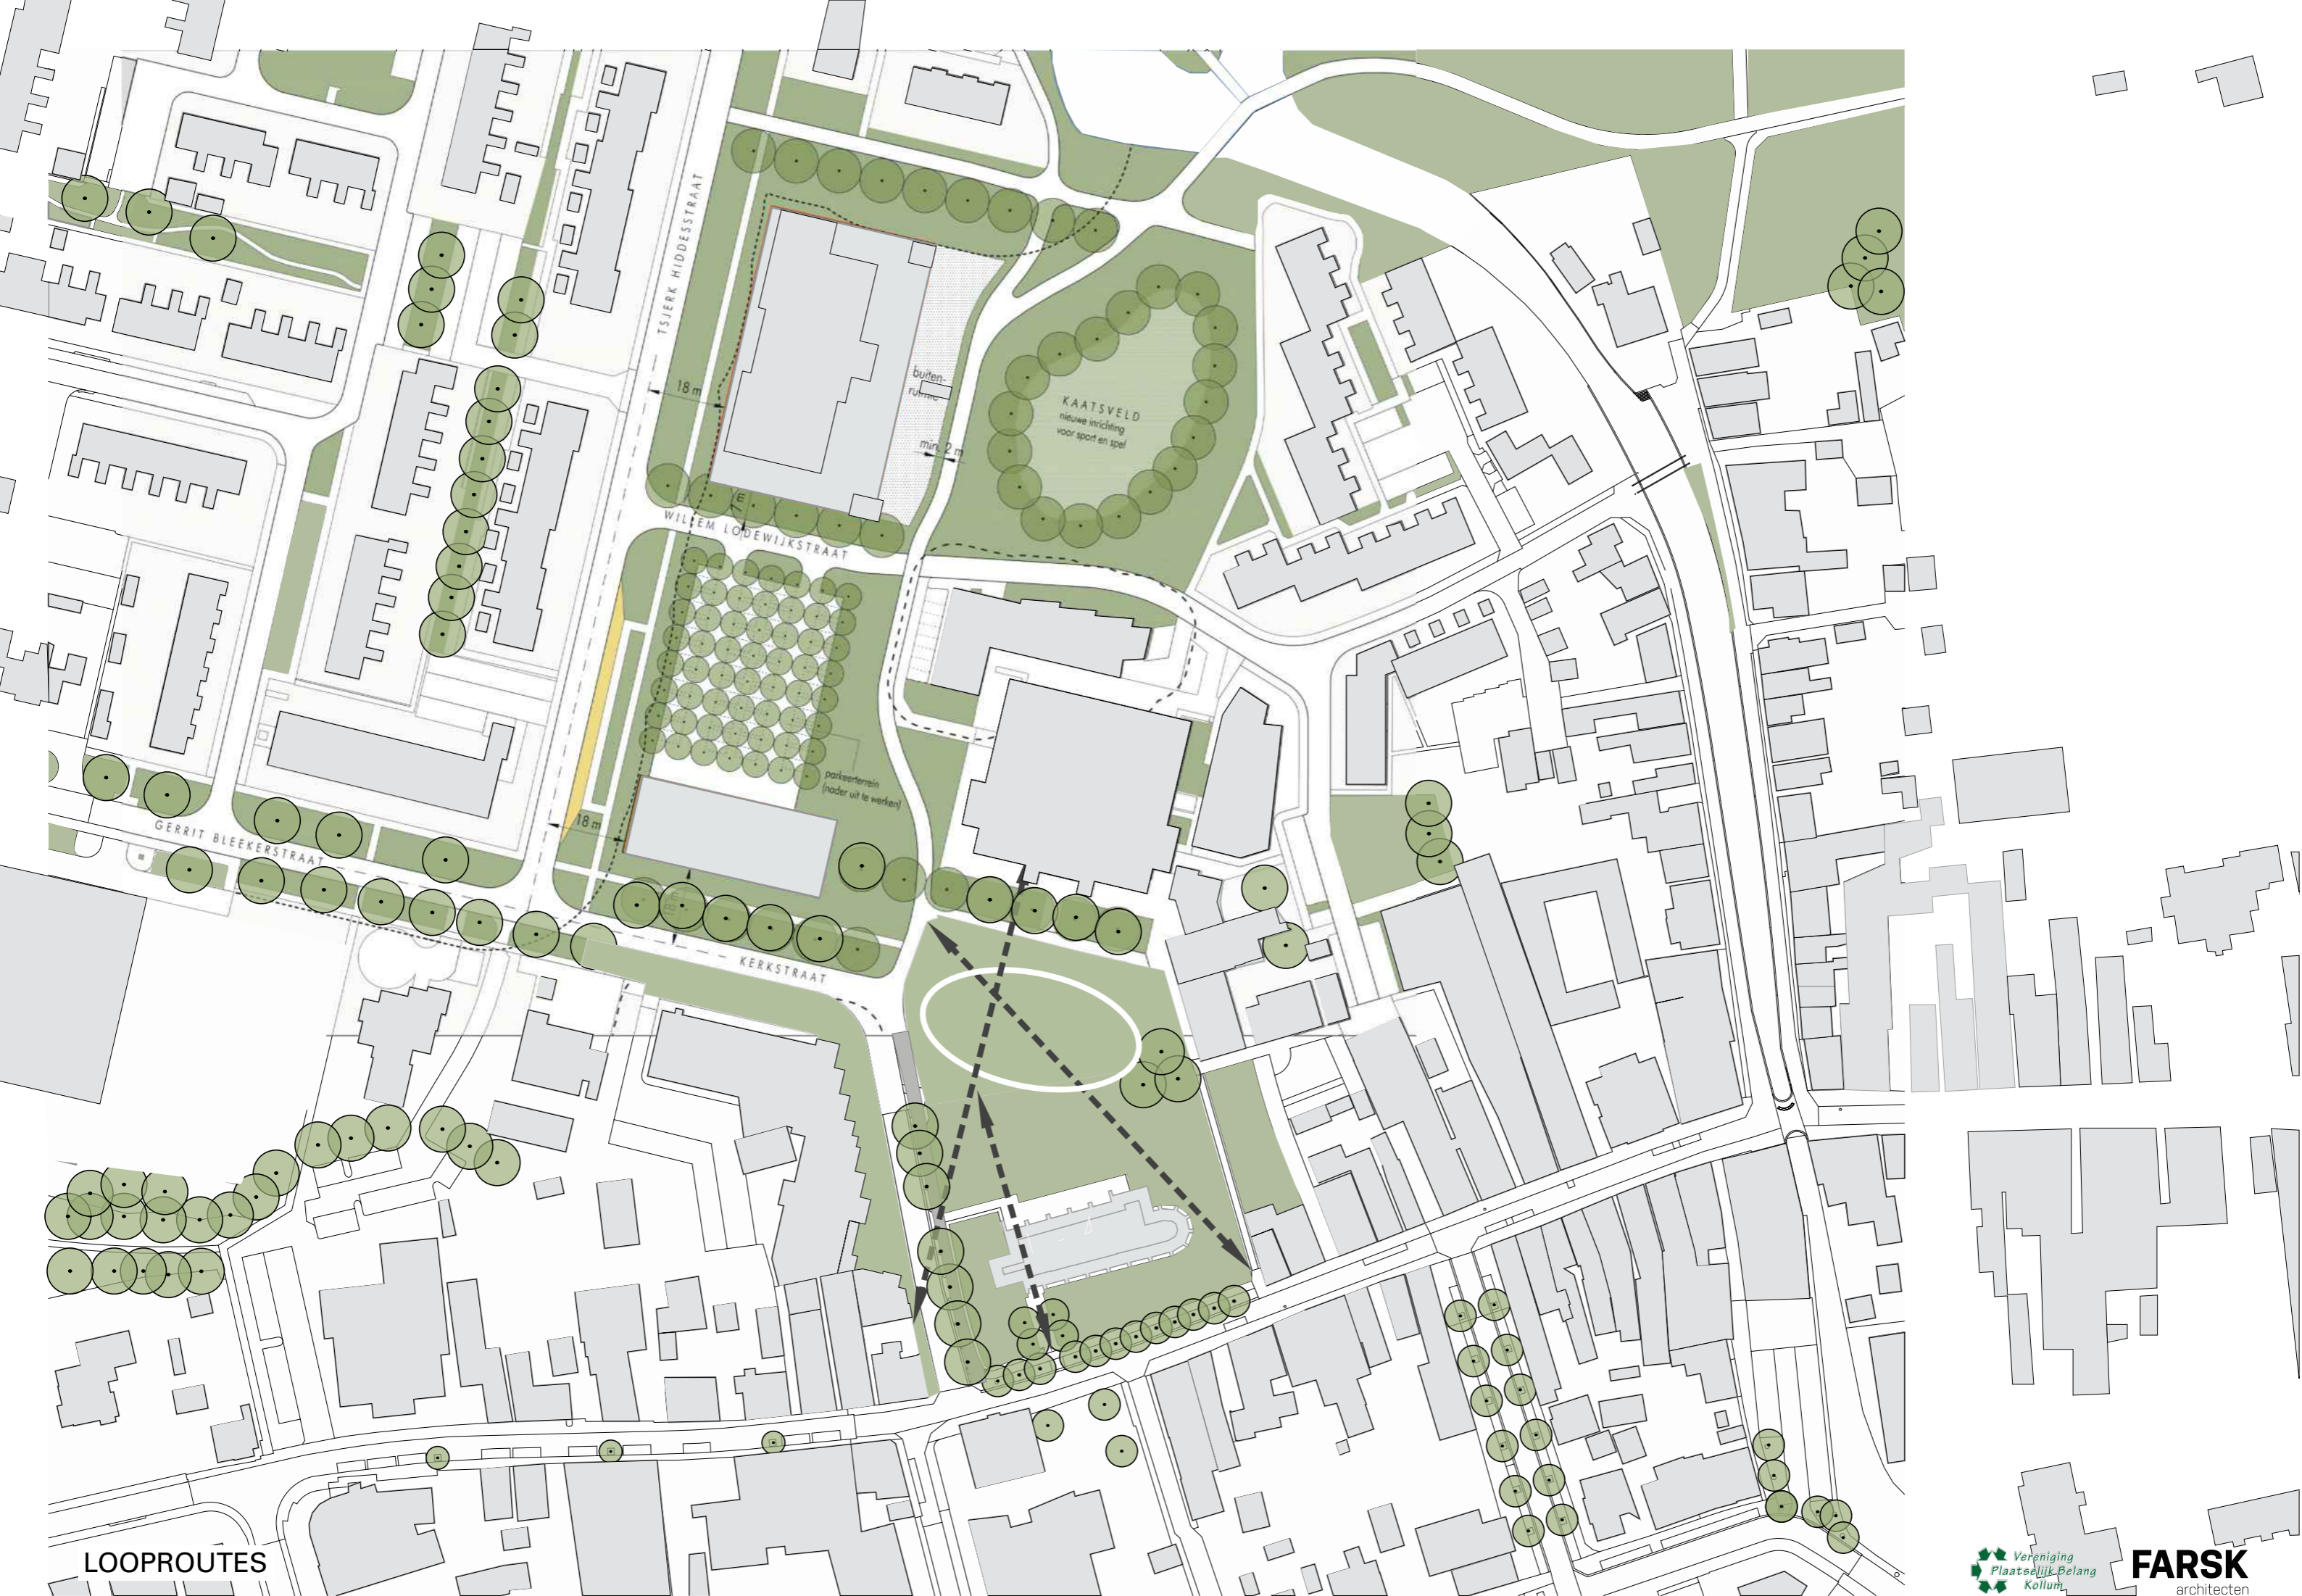 TSJERK HIDDESSTRAAT
18 m
buiten-
ruimte
min. 2 m
KAATSVELD
nieuwe inrichting
voor sport en spel
WILLEM LODEWIJKSTRAAT
parkeerterrein
(nader uit te werken)
18 m
GERRIT BLEEKERSTRAAT
KERKSTRAAT
LOOPROUTES
Vereniging
Plaatselijk Belang
Kollum
FARSK
architecten